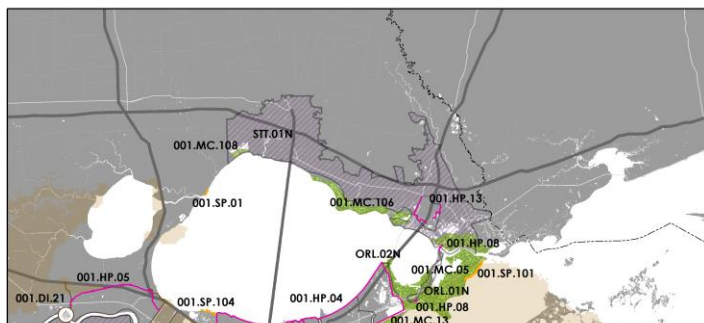 STT.01N
001.MC.108
001.SP.01
001.MC.106
001.HP.13
001.HP.08
ORL.02N
001.MC.05
001.SP.101
001.HP.05
001.DI.21
001.SP.104
001.HP.04
ORL.01N
001.HP.08
001.MC.13